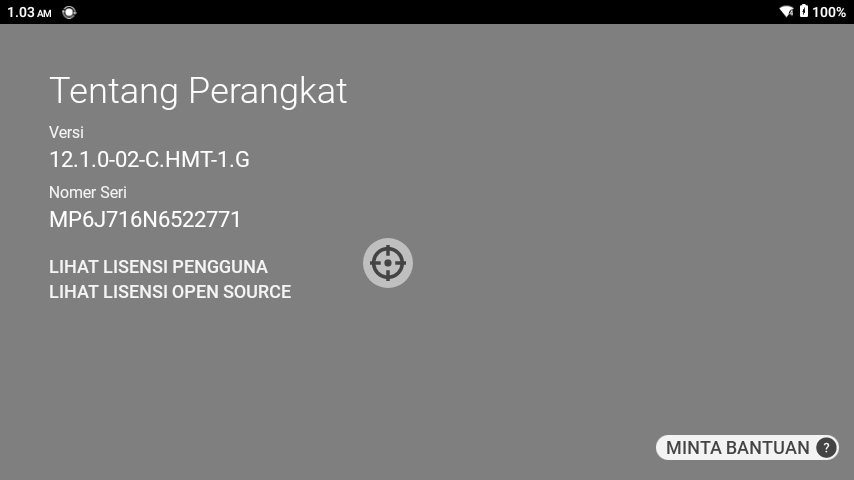 1.03 AM
100%
Tentang Perangkat
Versi
12.1.0-02-C.HMT-1.G
Nomer Seri
MP6J716N6522771
LIHAT LISENSI PENGGUNA
LIHAT LISENSI OPEN SOURCE
MINTA BANTUAN ?